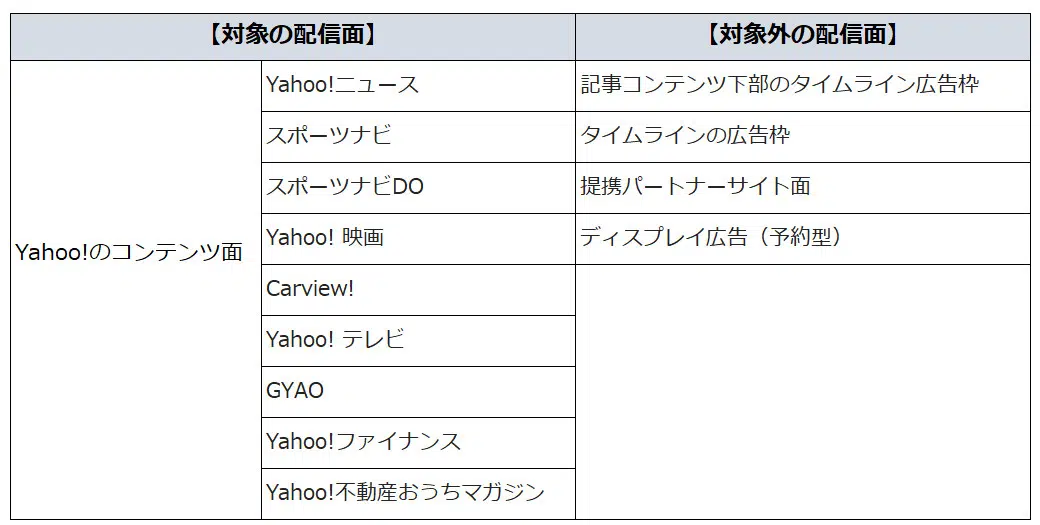 【対象の配信面】 【対象外の配信面】
Yahoo!ニュース 記事コンテンツ下部のタイムライン広告枠
スポーツナビ タイムラインの広告枠
スポーツナビDO 提携パートナーサイト面
Yahoo! 映画 ディスプレイ広告（予約型）
Yahoo!のコンテンツ面
Carview!
Yahoo! テレビ
GYAO
Yahoo!ファイナンス
Yahoo!不動産おうちマガジン